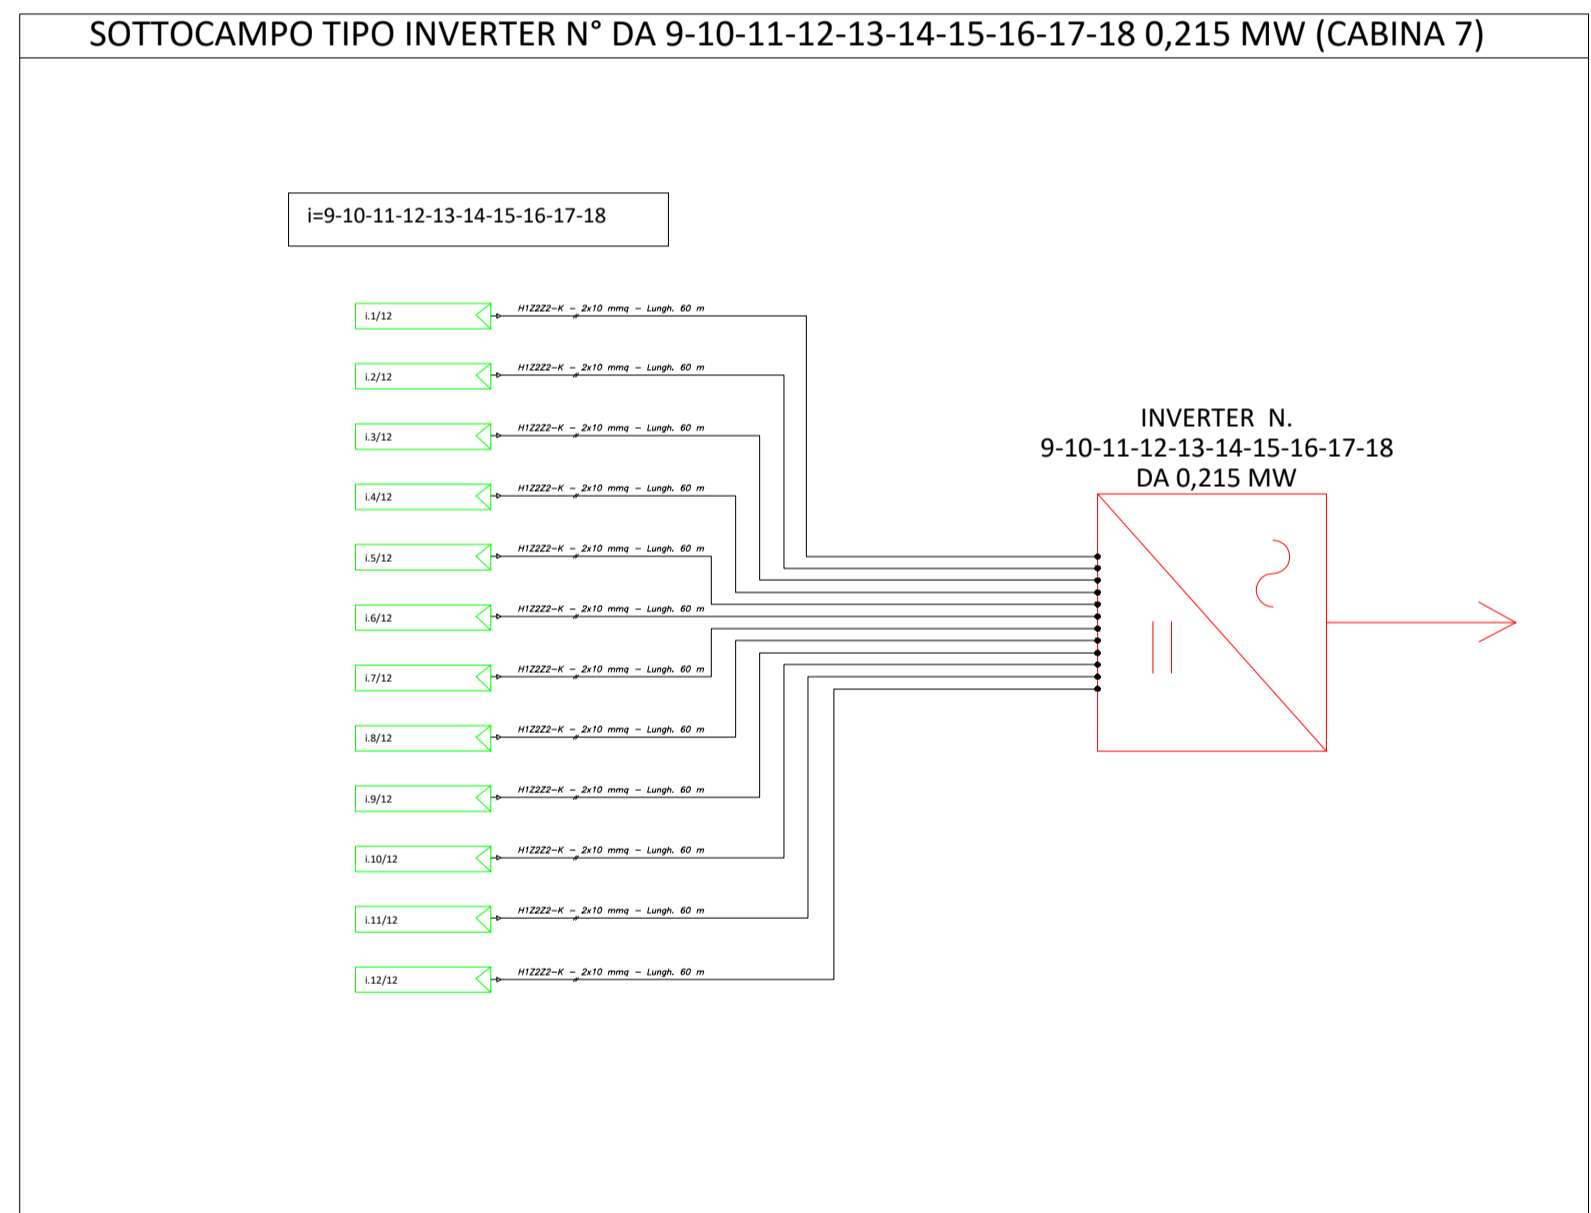 SOTTOCAMPO TIPO INVERTER N° DA 9-10-11-12-13-14-15-16-17-18 0,215 MW (CABINA 7)
i=9-10-11-12-13-14-15-16-17-18
i.1/12
H1Z2Z2-K - 2x10 mmq - Lungh. 60 m
i.2/12
H1Z2Z2-K - 2x10 mmq - Lungh. 60 m
i.3/12
H1Z2Z2-K - 2x10 mmq - Lungh. 60 m
i.4/12
H1Z2Z2-K - 2x10 mmq - Lungh. 60 m
i.5/12
H1Z2Z2-K - 2x10 mmq - Lungh. 60 m
i.6/12
H1Z2Z2-K - 2x10 mmq - Lungh. 60 m
i.7/12
H1Z2Z2-K - 2x10 mmq - Lungh. 60 m
i.8/12
H1Z2Z2-K - 2x10 mmq - Lungh. 60 m
i.9/12
H1Z2Z2-K - 2x10 mmq - Lungh. 60 m
i.10/12
H1Z2Z2-K - 2x10 mmq - Lungh. 60 m
i.11/12
H1Z2Z2-K - 2x10 mmq - Lungh. 60 m
i.12/12
H1Z2Z2-K - 2x10 mmq - Lungh. 60 m
INVERTER N.
9-10-11-12-13-14-15-16-17-18
DA 0,215 MW